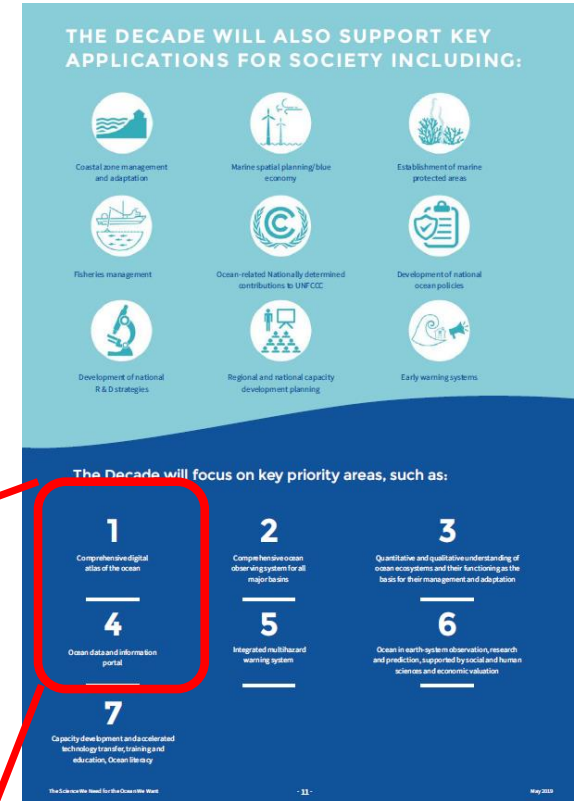 THE DECADE WILL ALSO SUPPORT KEY
APPLICATIONS FOR SOCIETY INCLUDING:
Coastal zone management
and adaptation
Marine spatial planning/blue
economy
Establishment of marine
protected areas
Fisheries management
Ocean-related Nationally determined
contributions to UNFCCC
Development of national
ocean policies
Development of national
R & D strategies
Regional and national capacity
development planning
Early warning systems
The Decade will focus on key priority areas, such as:
1
Comprehensive digital
atlas of the ocean
2
Comprehensive ocean
observing system for all
major basins
3
Quantitative and qualitative understanding of
ocean ecosystems and their functioning as the
basis for their management and adaptation
4
Ocean data and information
portal
5
Integrated multihazard
warning system
6
Ocean in earth-system observation, research
and prediction, supported by social and human
sciences and economic valuation
7
Capacity development and accelerated
technology transfer, training and
education, Ocean literacy
The Science We Need for the Ocean We Want
- 11 -
May 2019